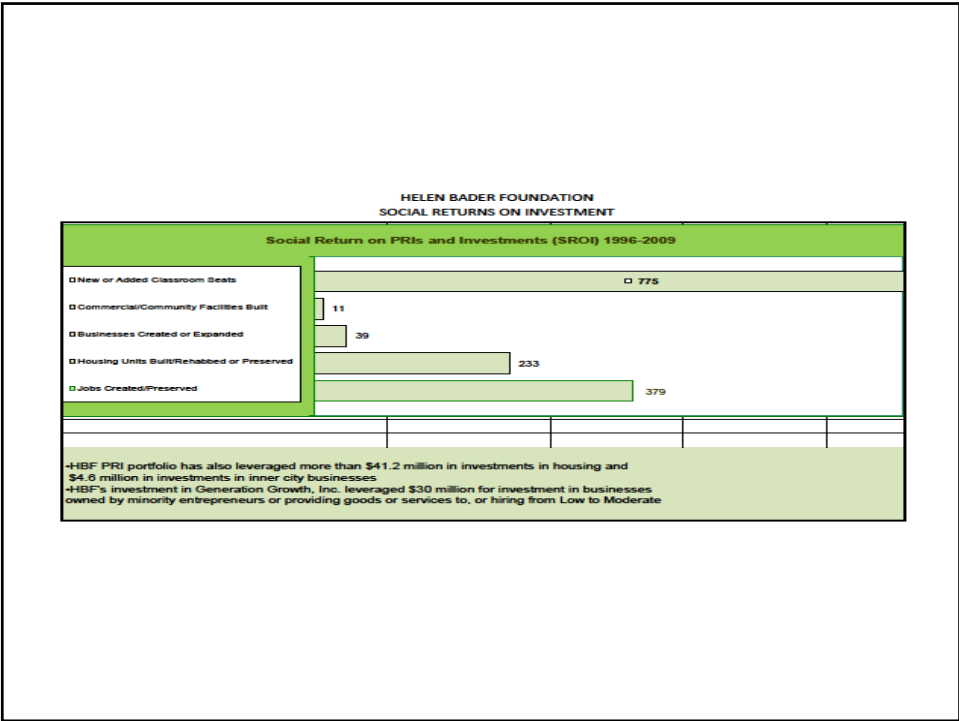 HELEN BADER FOUNDATION
SOCIAL RETURNS ON INVESTMENT
Social Return on PRIs and Investments (SROI) 1996-2009
New or Added Classroom Seats
775
Commercial/Community Facilities Built
11
Businesses Created or Expanded
39
Housing Units Built/Rehabbed or Preserved
233
Jobs Created/Preserved
379
•HBF PRI portfolio has also leveraged more than $41.2 million in investments in housing and
$4.6 million in investments in inner city businesses
•HBF's investment in Generation Growth, Inc. leveraged $30 million for investment in businesses
owned by minority entrepreneurs or providing goods or services to, or hiring from Low to Moderate